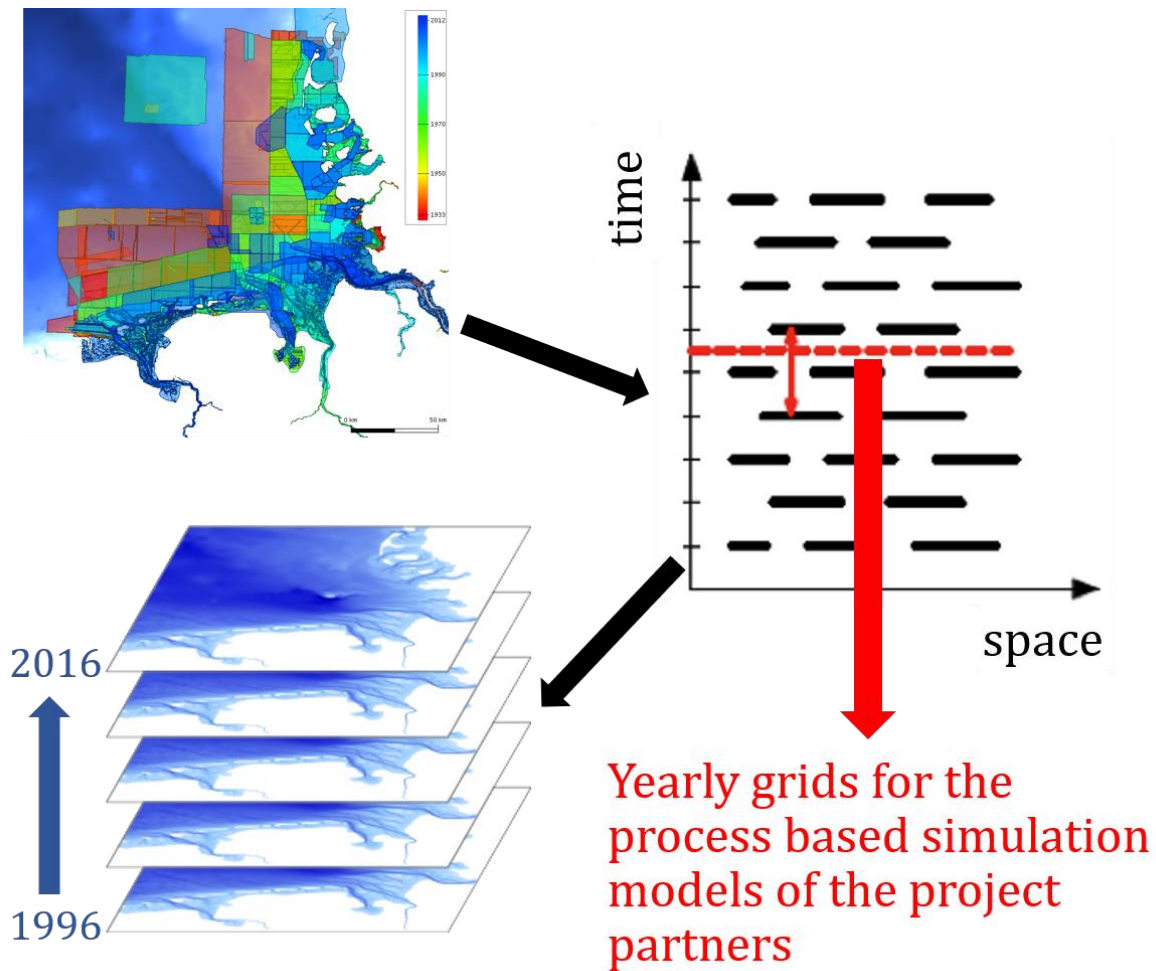 2012
1990
1970
1950
1933
0 km
50 km
time
space
2016
1996
Yearly grids for the
process based simulation
models of the project
partners